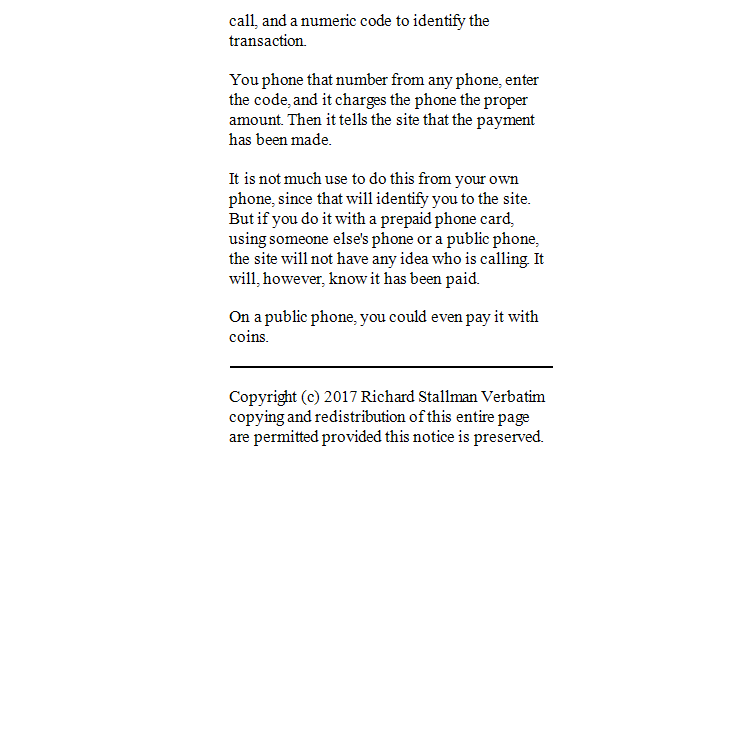 call, and a numeric code to identify the
transaction.
You phone that number from any phone, enter
the code, and it charges the phone the proper
amount. Then it tells the site that the payment
has been made.
It is not much use to do this from your own
phone, since that will identify you to the site.
But if you do it with a prepaid phone card,
using someone else's phone or a public phone,
the site will not have any idea who is calling. It
will, however, know it has been paid.
On a public phone, you could even pay it with
coins.
Copyright (c) 2017 Richard Stallman Verbatim
copying and redistribution of this entire page
are permitted provided this notice is preserved.